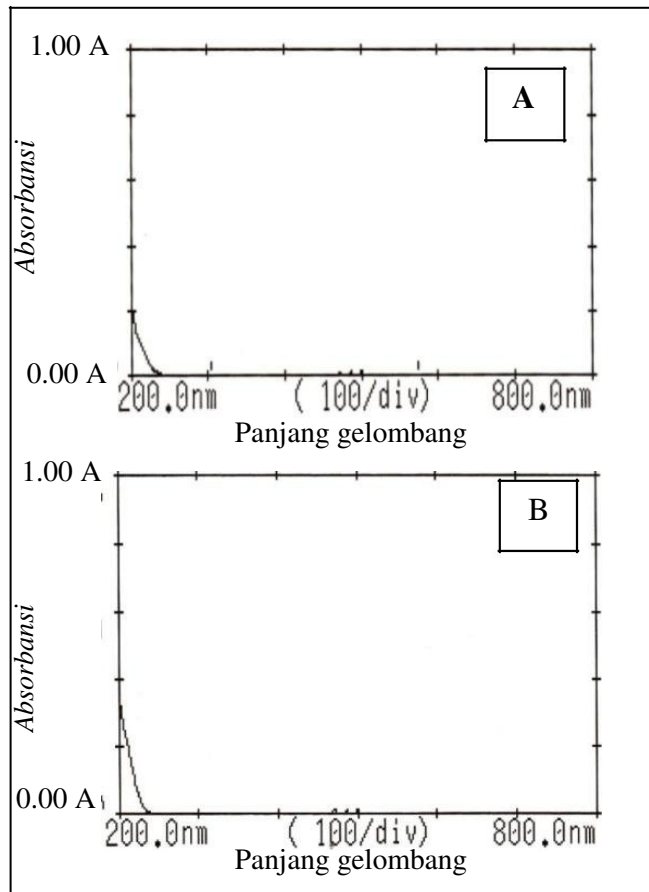 1.00 A
A
Absorbansi
0.00 A
200.0nm ( 100/div) 800.0nm
Panjang gelombang
1.00 A
B
Absorbansi
0.00 A
200.0nm ( 100/div) 800.0nm
Panjang gelombang